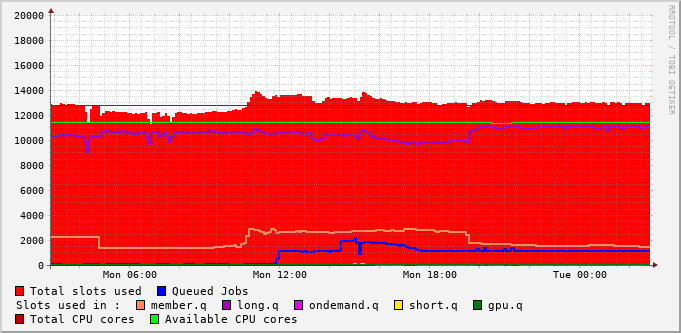 20000
18000
16000
14000
12000
10000
8000
6000
4000
2000
0
Mon 06:00 Mon 12:00 Mon 18:00 Tue 00:00
Total slots used Queued Jobs
Slots used in : member.q long.q ondemand.q short.q gpu.q
Total CPU cores Available CPU cores
RRDTOOL / TOBI OETIKER